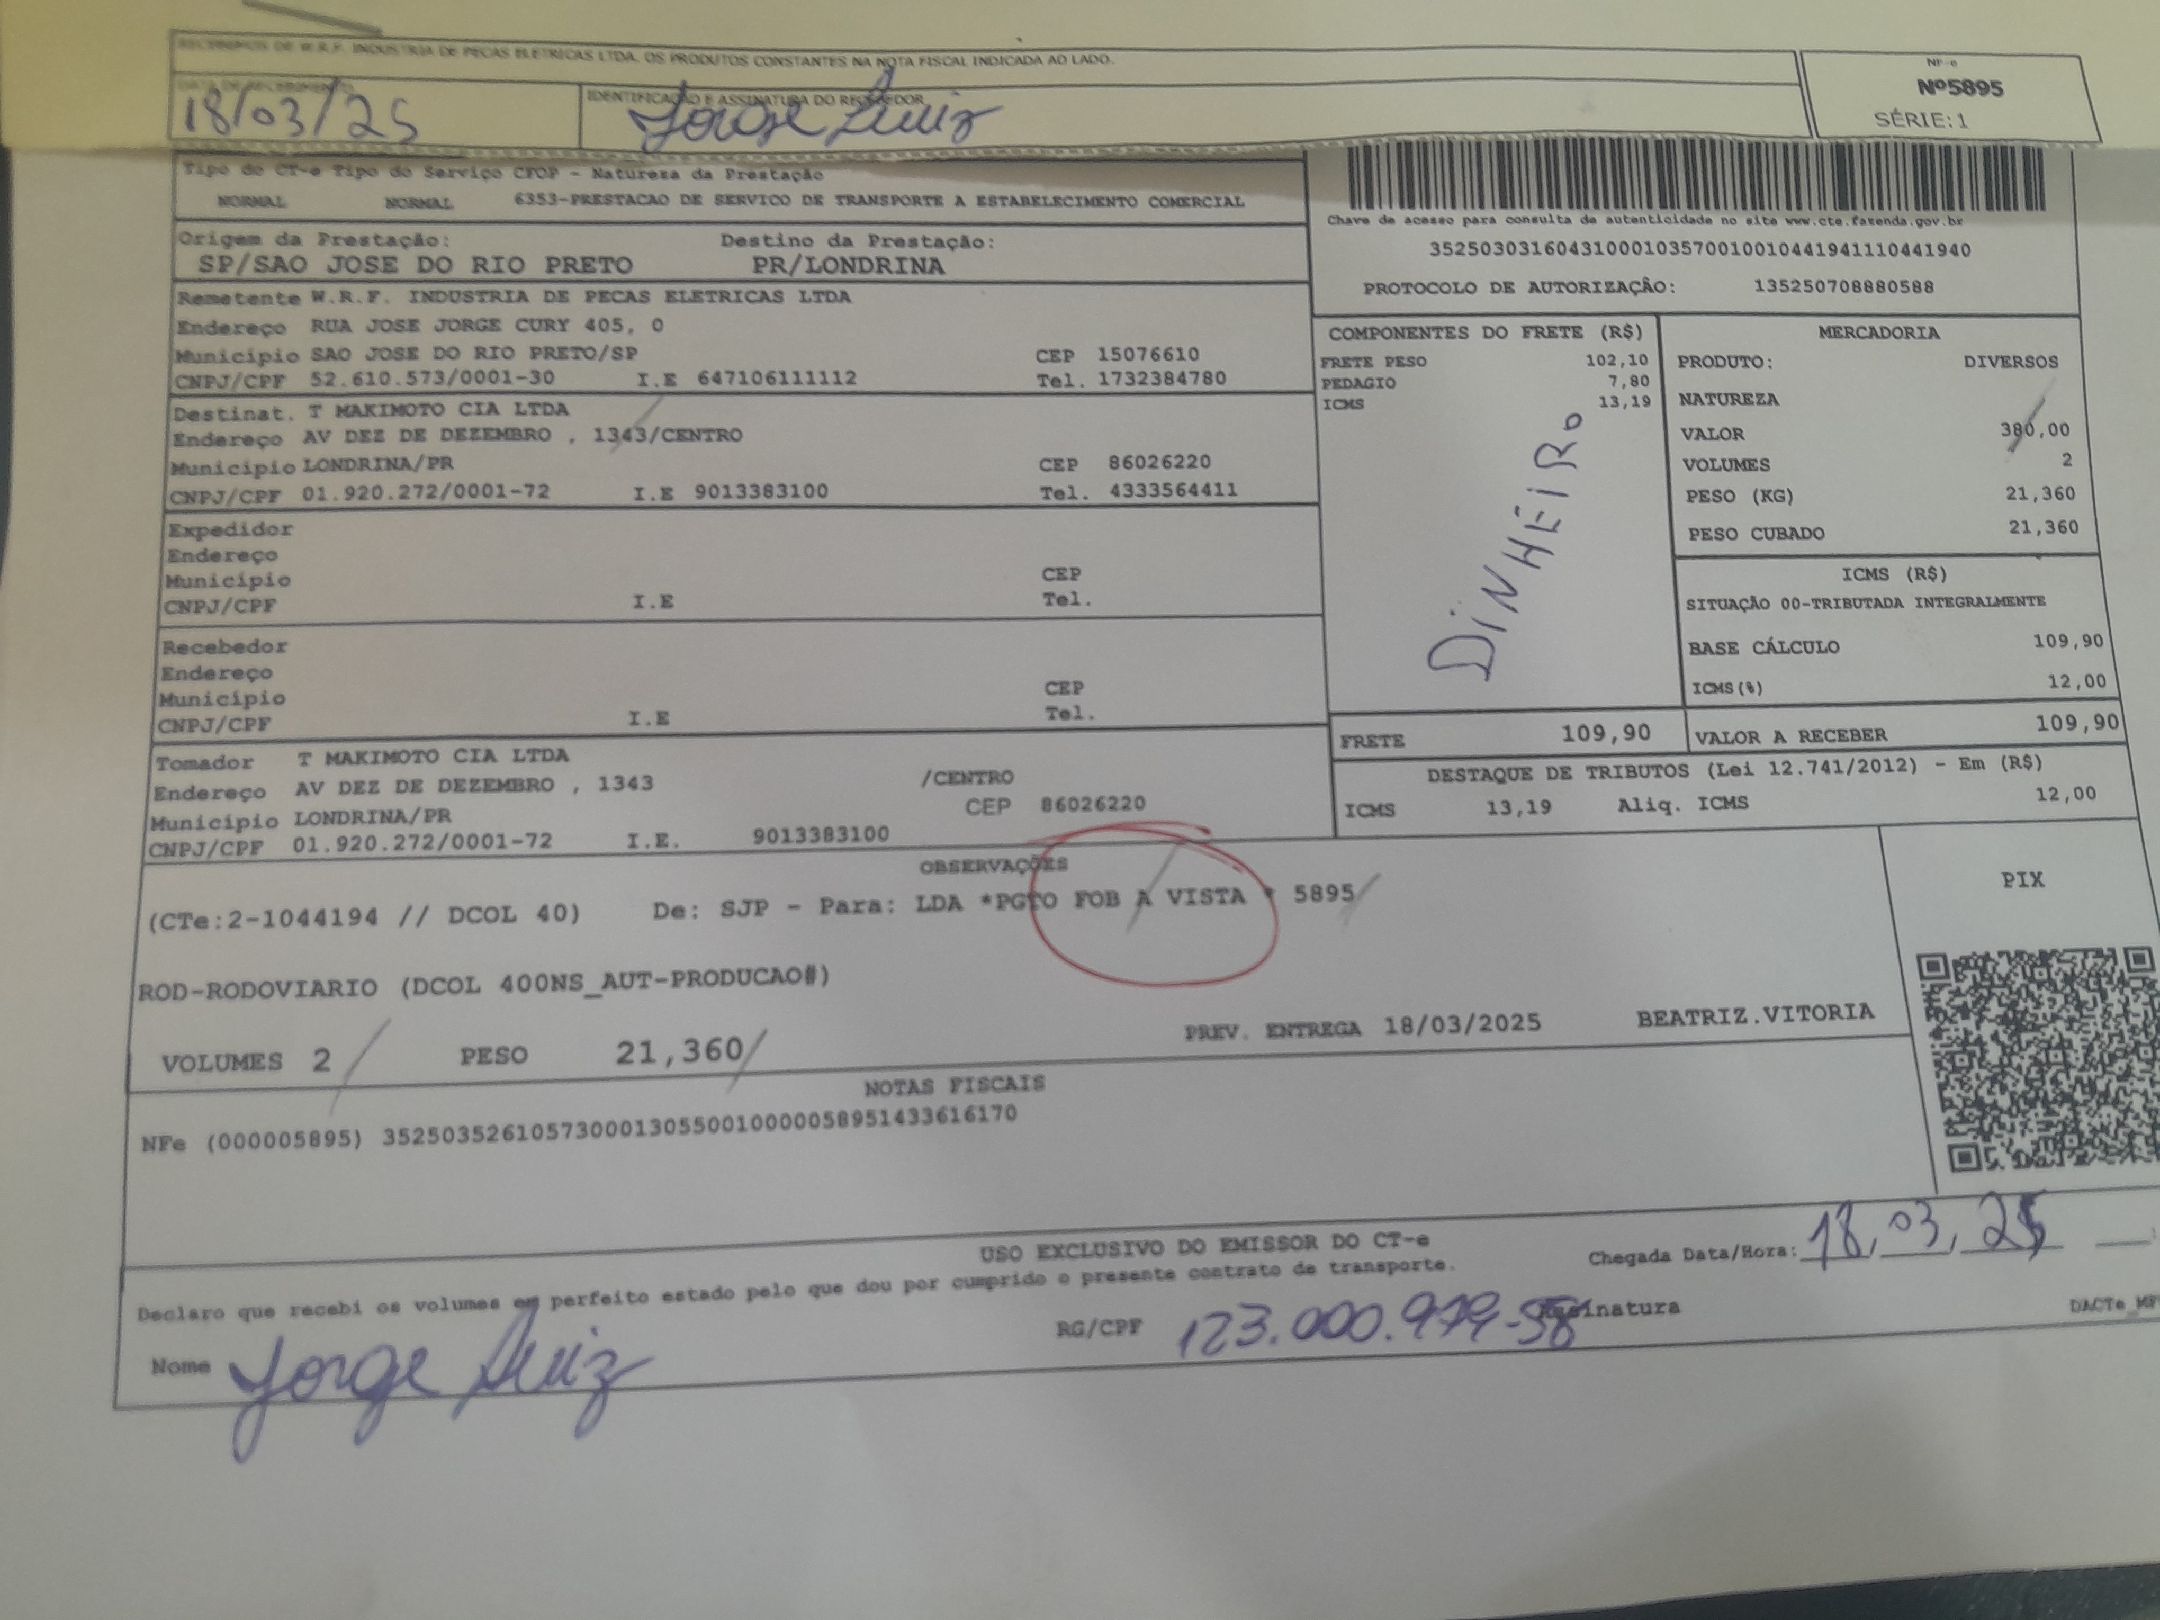 RECEBEMOS DE W.R.F. INDUSTRIA DE PECAS ELETRICAS LTDA. OS PRODUTOS CONSTANTES NA NOTA FISCAL INDICADA AO LADO.
DATA DE RECEBIMENTO
18/03/25
IDENTIFICAÇÃO E ASSINATURA DO RECEBEDOR
Jorge Luiz
NF-e
Nº5895
SÉRIE:1
Tipo do CT-e Tipo do Serviço CFOP - Natureza da Prestação
NORMAL NORMAL 6353-PRESTACAO DE SERVICO DE TRANSPORTE A ESTABELECIMENTO COMERCIAL
Origem da Prestação: Destino da Prestação:
SP/SAO JOSE DO RIO PRETO PR/LONDRINA
Remetente W.R.F. INDUSTRIA DE PECAS ELETRICAS LTDA
Endereço RUA JOSE JORGE CURY 405, 0
Município SAO JOSE DO RIO PRETO/SP CEP 15076610
CNPJ/CPF 52.610.573/0001-30 I.E 647106111112 Tel. 1732384780
Destinat. T MAKIMOTO CIA LTDA
Endereço AV DEZ DE DEZEMBRO , 1343/CENTRO
Município LONDRINA/PR CEP 86026220
CNPJ/CPF 01.920.272/0001-72 I.E 9013383100 Tel. 4333564411
Expedidor
Endereço
Município CEP
CNPJ/CPF I.E Tel.
Recebedor
Endereço
Município CEP
CNPJ/CPF I.E Tel.
Tomador T MAKIMOTO CIA LTDA
Endereço AV DEZ DE DEZEMBRO , 1343 /CENTRO
Município LONDRINA/PR CEP 86026220
CNPJ/CPF 01.920.272/0001-72 I.E. 9013383100
Chave de acesso para consulta de autenticidade no site www.cte.fazenda.gov.br
35250303160431000103570010010441941110441940
PROTOCOLO DE AUTORIZAÇÃO: 135250708880588
COMPONENTES DO FRETE (R$)
FRETE PESO 102,10
PEDAGIO 7,80
ICMS 13,19
DiNHEiRo
FRETE 109,90
MERCADORIA
PRODUTO: DIVERSOS
NATUREZA
VALOR 380,00
VOLUMES 2
PESO (KG) 21,360
PESO CUBADO 21,360
ICMS (R$)
SITUAÇÃO 00-TRIBUTADA INTEGRALMENTE
BASE CÁLCULO 109,90
ICMS(%) 12,00
VALOR A RECEBER 109,90
DESTAQUE DE TRIBUTOS (Lei 12.741/2012) - Em (R$)
ICMS 13,19 Aliq. ICMS 12,00
OBSERVAÇÕES
(CTe:2-1044194 // DCOL 40) De: SJP - Para: LDA *PGTO FOB A VISTA * 5895
ROD-RODOVIARIO (DCOL 400NS_AUT-PRODUCAO#)
VOLUMES 2 PESO 21,360 PREV. ENTREGA 18/03/2025 BEATRIZ.VITORIA
PIX
NOTAS FISCAIS
NFe (000005895) 35250352610573000130550010000058951433616170
USO EXCLUSIVO DO EMISSOR DO CT-e
Declaro que recebi os volumes em perfeito estado pelo que dou por cumprido o presente contrato de transporte.
Chegada Data/Hora: 18,03,25
Nome Jorge Luiz RG/CPF 123.000.979-58 Assinatura
DACTe_MP